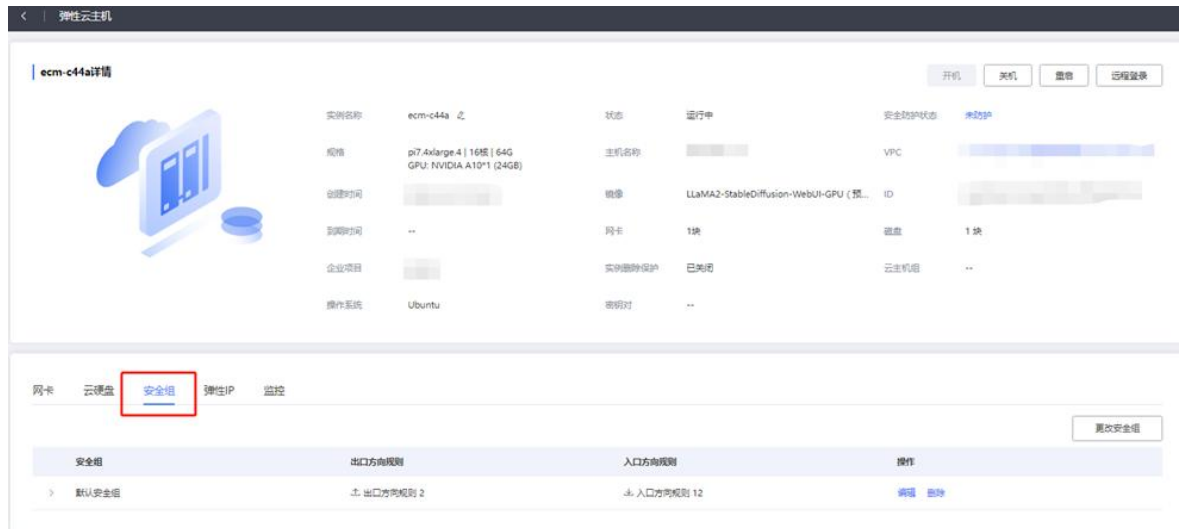 < | 弹性云主机
ecm-c44a详情
开机 关机 重启 远程登录
实例名称 ecm-c44a 状态 运行中 安全防护状态 未防护
规格 pi7.4xlarge.4 | 16核 | 64G 主机名称 VPC
GPU: NVIDIA A10*1 (24GB)
创建时间 镜像 LLaMA2-StableDiffusion-WebUI-GPU ( 预... ID
到期时间 -- 网卡 1块 磁盘 1 块
企业项目 实例删除保护 已关闭 云主机组 --
操作系统 Ubuntu 密钥对 --
网卡 云硬盘 安全组 弹性IP 监控
更改安全组
安全组 出口方向规则 入口方向规则 操作
> 默认安全组 出口方向规则 2 入口方向规则 12 编辑 删除